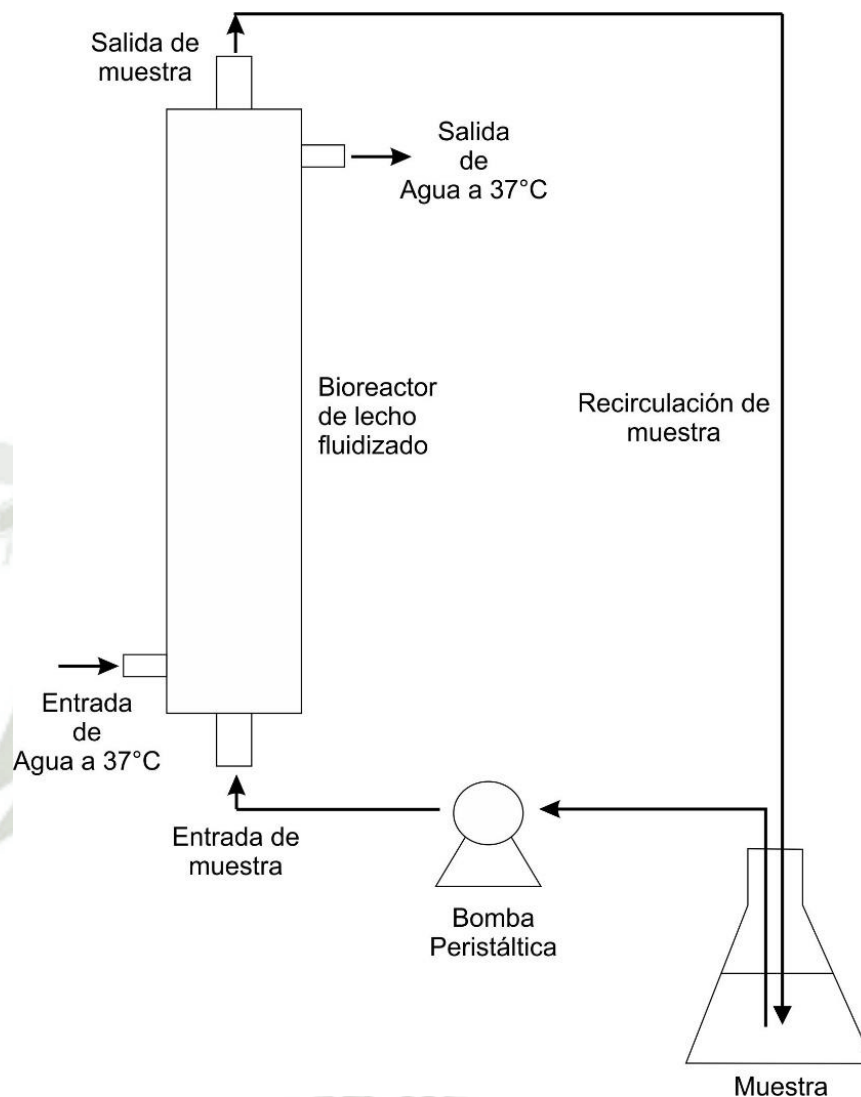 Salida de
muestra
Salida
de
Agua a 37°C
Bioreactor
de lecho
fluidizado
Recirculación de
muestra
Entrada
de
Agua a 37°C
Entrada de
muestra
Bomba
Peristáltica
Muestra